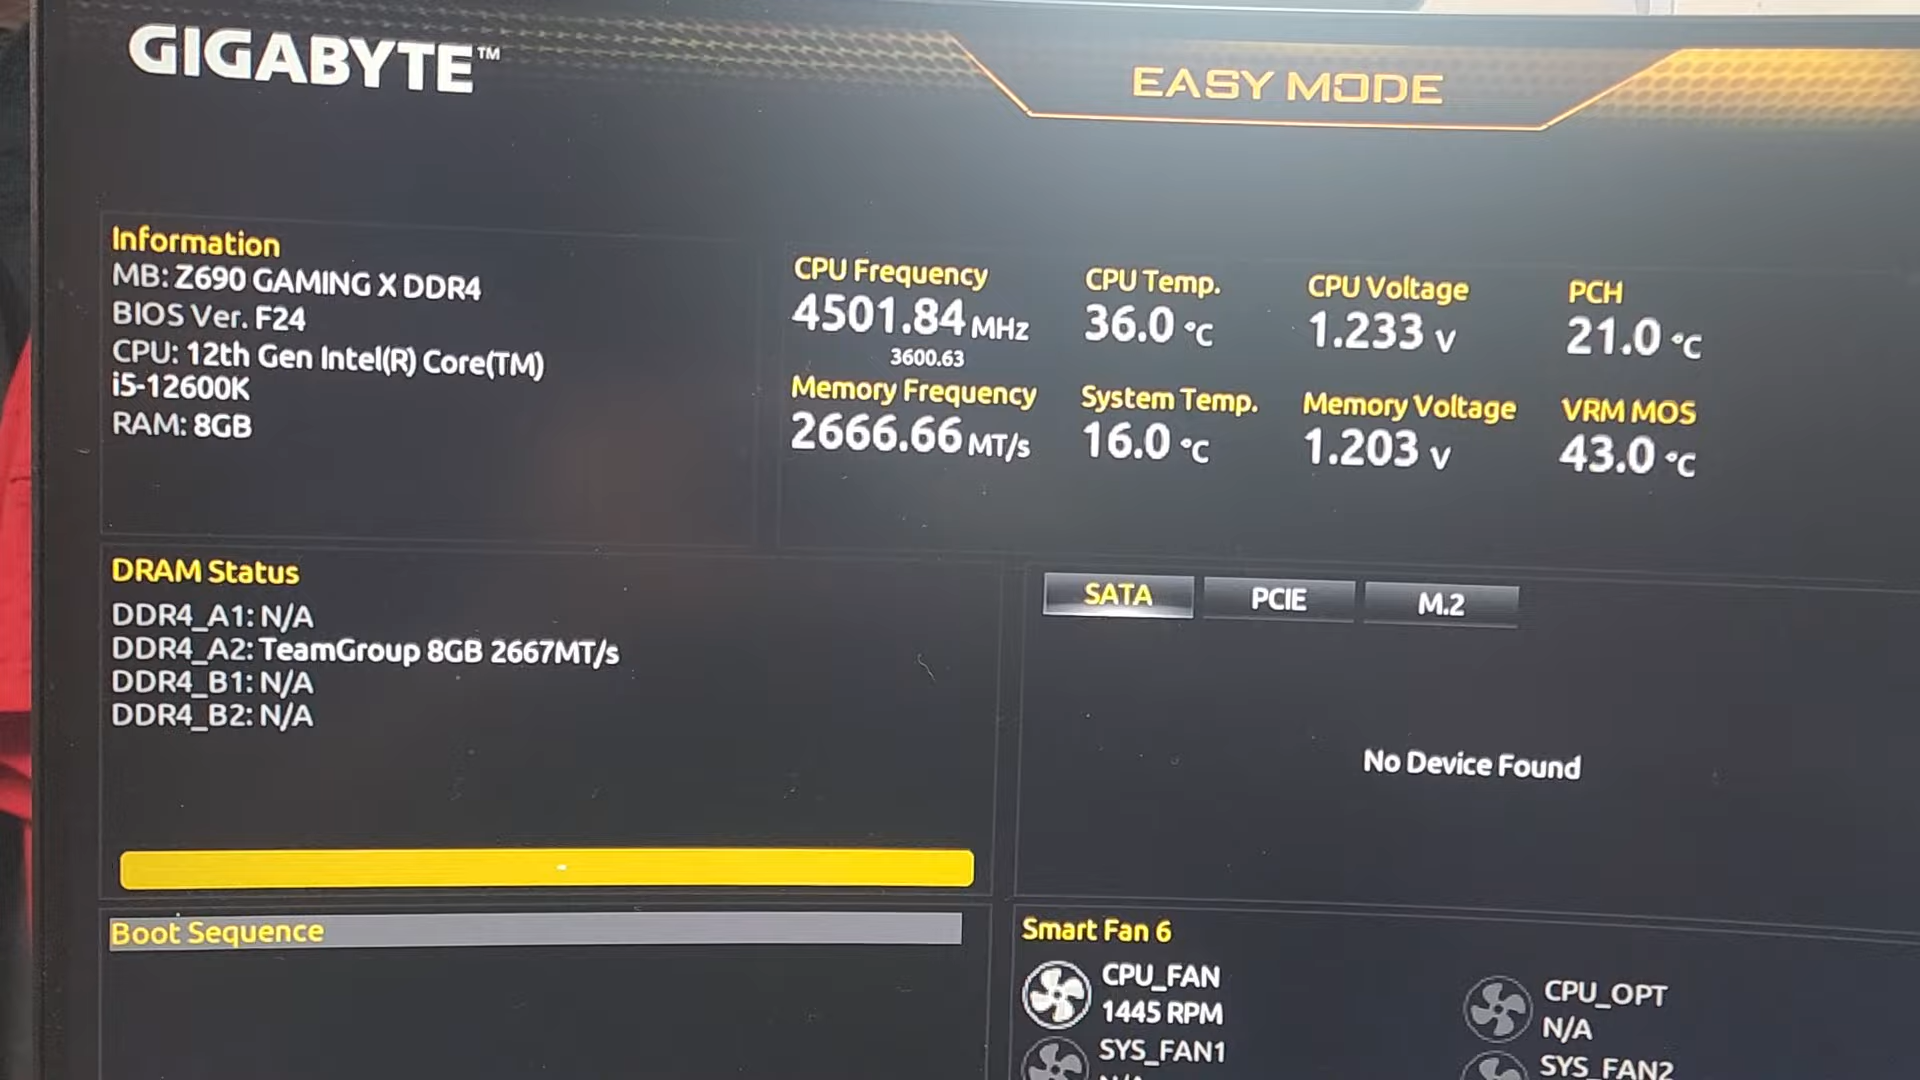 GIGABYTE™
EASY MODE
Information
MB: Z690 GAMING X DDR4
BIOS Ver. F24
CPU: 12th Gen Intel(R) Core(TM)
i5-12600K
RAM: 8GB
CPU Frequency
4501.84 MHz
3600.63
CPU Temp.
36.0 °C
CPU Voltage
1.233 V
PCH
21.0 °C
Memory Frequency
2666.66 MT/s
System Temp.
16.0 °C
Memory Voltage
1.203 V
VRM MOS
43.0 °C
DRAM Status
DDR4_A1: N/A
DDR4_A2: TeamGroup 8GB 2667MT/s
DDR4_B1: N/A
DDR4_B2: N/A
SATA
PCIE
M.2
No Device Found
Boot Sequence
Smart Fan 6
CPU_FAN
1445 RPM
CPU_OPT
N/A
SYS_FAN1
SYS_FAN2